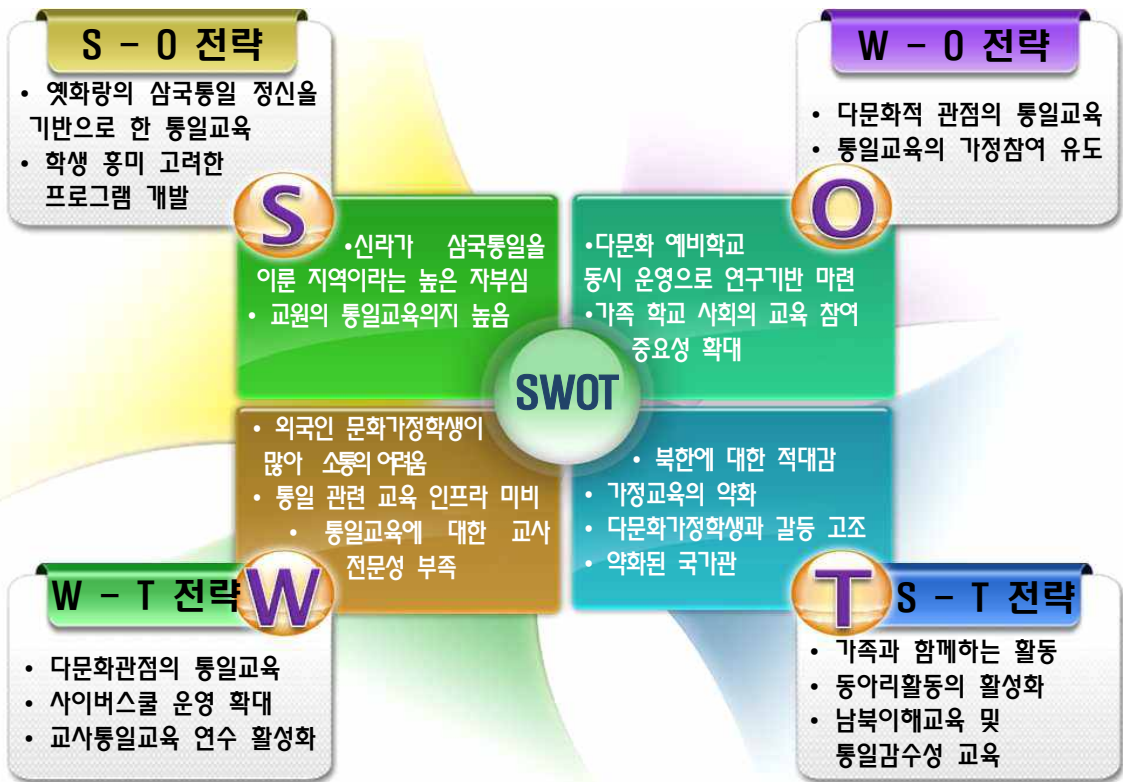 S - O 전략
• 옛화랑의 삼국통일 정신을
기반으로 한 통일교육
• 학생 흥미 고려한
프로그램 개발
W - O 전략
• 다문화적 관점의 통일교육
• 통일교육의 가정참여 유도
S
•신라가 삼국통일을
이룬 지역이라는 높은 자부심
• 교원의 통일교육의지 높음
O
•다문화 예비학교
동시 운영으로 연구기반 마련
•가족 학교 사회의 교육 참여
중요성 확대
SWOT
• 외국인 문화가정학생이
많아 소통의 어려움
• 통일 관련 교육 인프라 미비
• 통일교육에 대한 교사
전문성 부족
W
• 북한에 대한 적대감
• 가정교육의 약화
• 다문화가정학생과 갈등 고조
• 약화된 국가관
T
W - T 전략
• 다문화관점의 통일교육
• 사이버스쿨 운영 확대
• 교사통일교육 연수 활성화
S - T 전략
• 가족과 함께하는 활동
• 동아리활동의 활성화
• 남북이해교육 및
통일감수성 교육